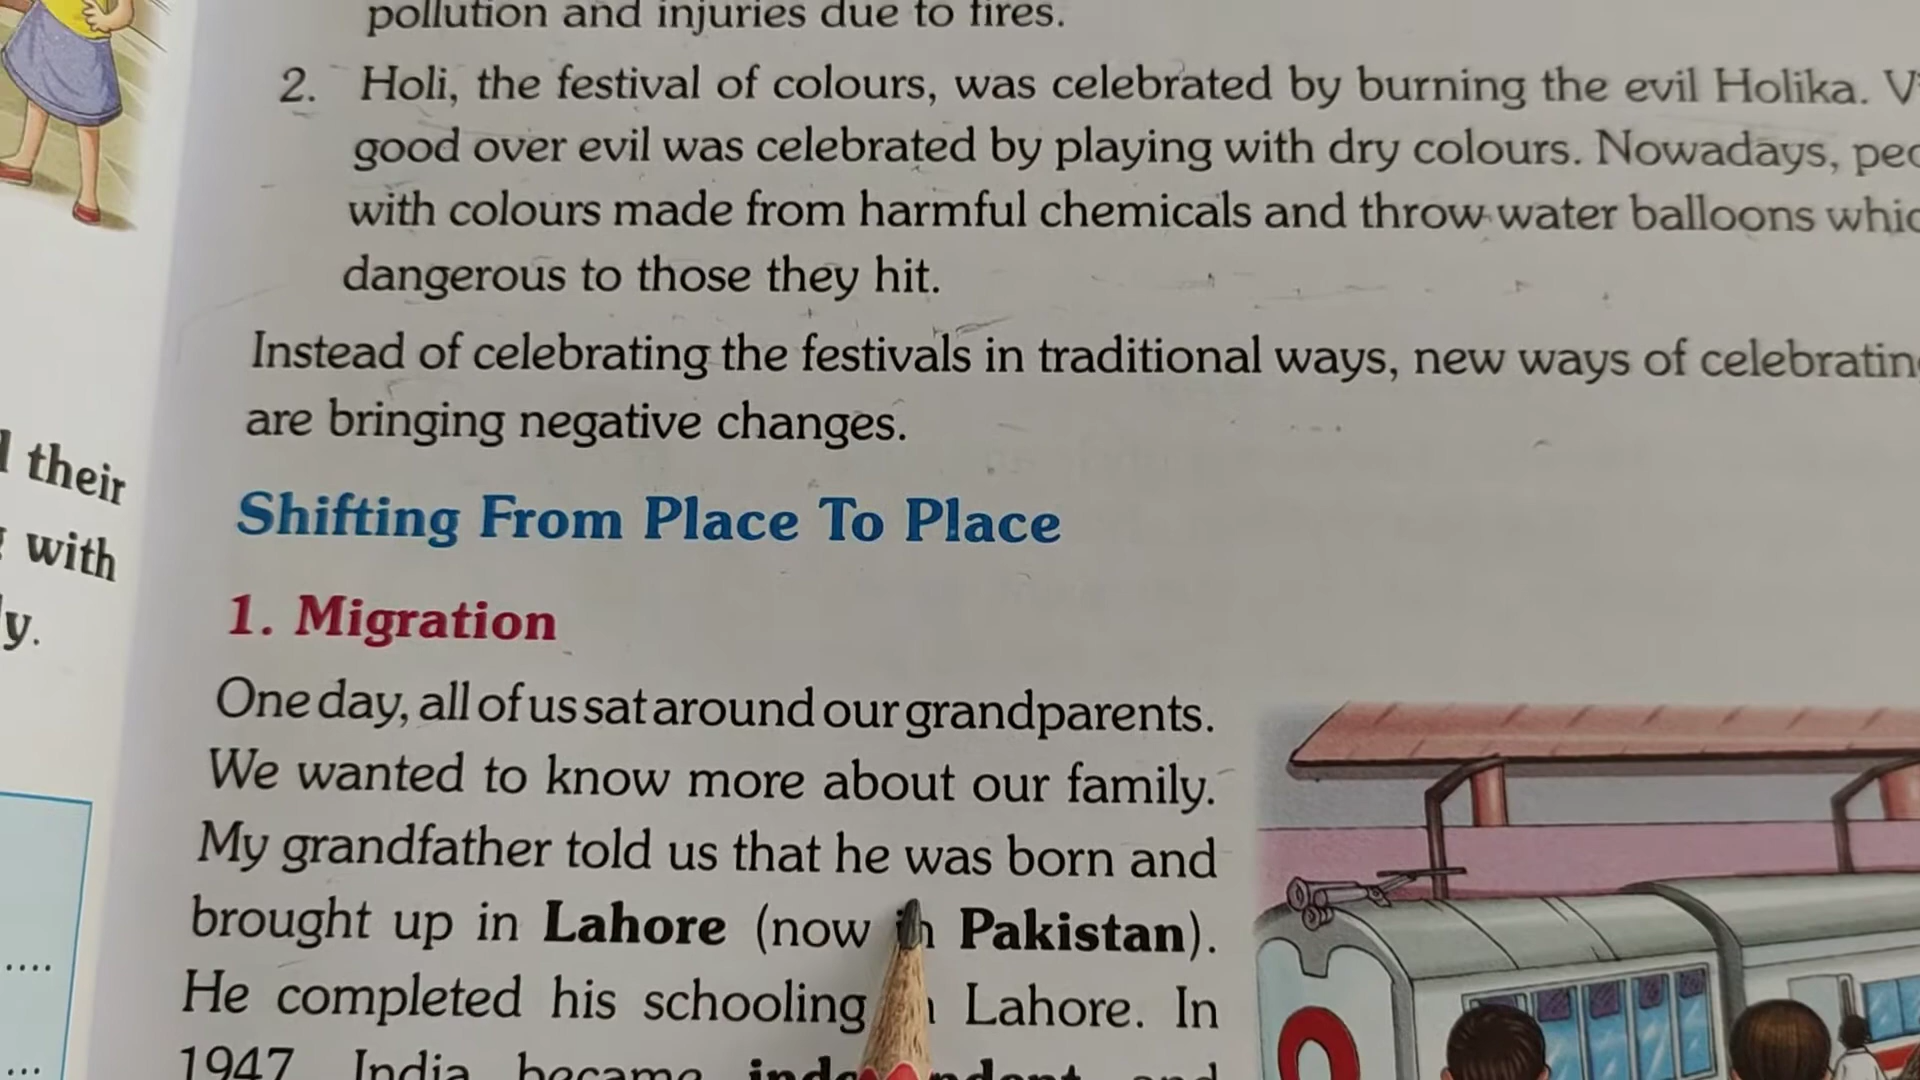 pollution and injuries due to fires.
2. Holi, the festival of colours, was celebrated by burning the evil Holika.
good over evil was celebrated by playing with dry colours. Nowadays,
with colours made from harmful chemicals and throw water balloons
dangerous to those they hit.
Instead of celebrating the festivals in traditional ways, new ways of
are bringing negative changes.
their
with
Shifting From Place To Place
1. Migration
One day, all of us sat around our grandparents.
We wanted to know more about our family.
My grandfather told us that he was born and
brought up in Lahore (now in Pakistan).
He completed his schooling Lahore. In
1947 India became and